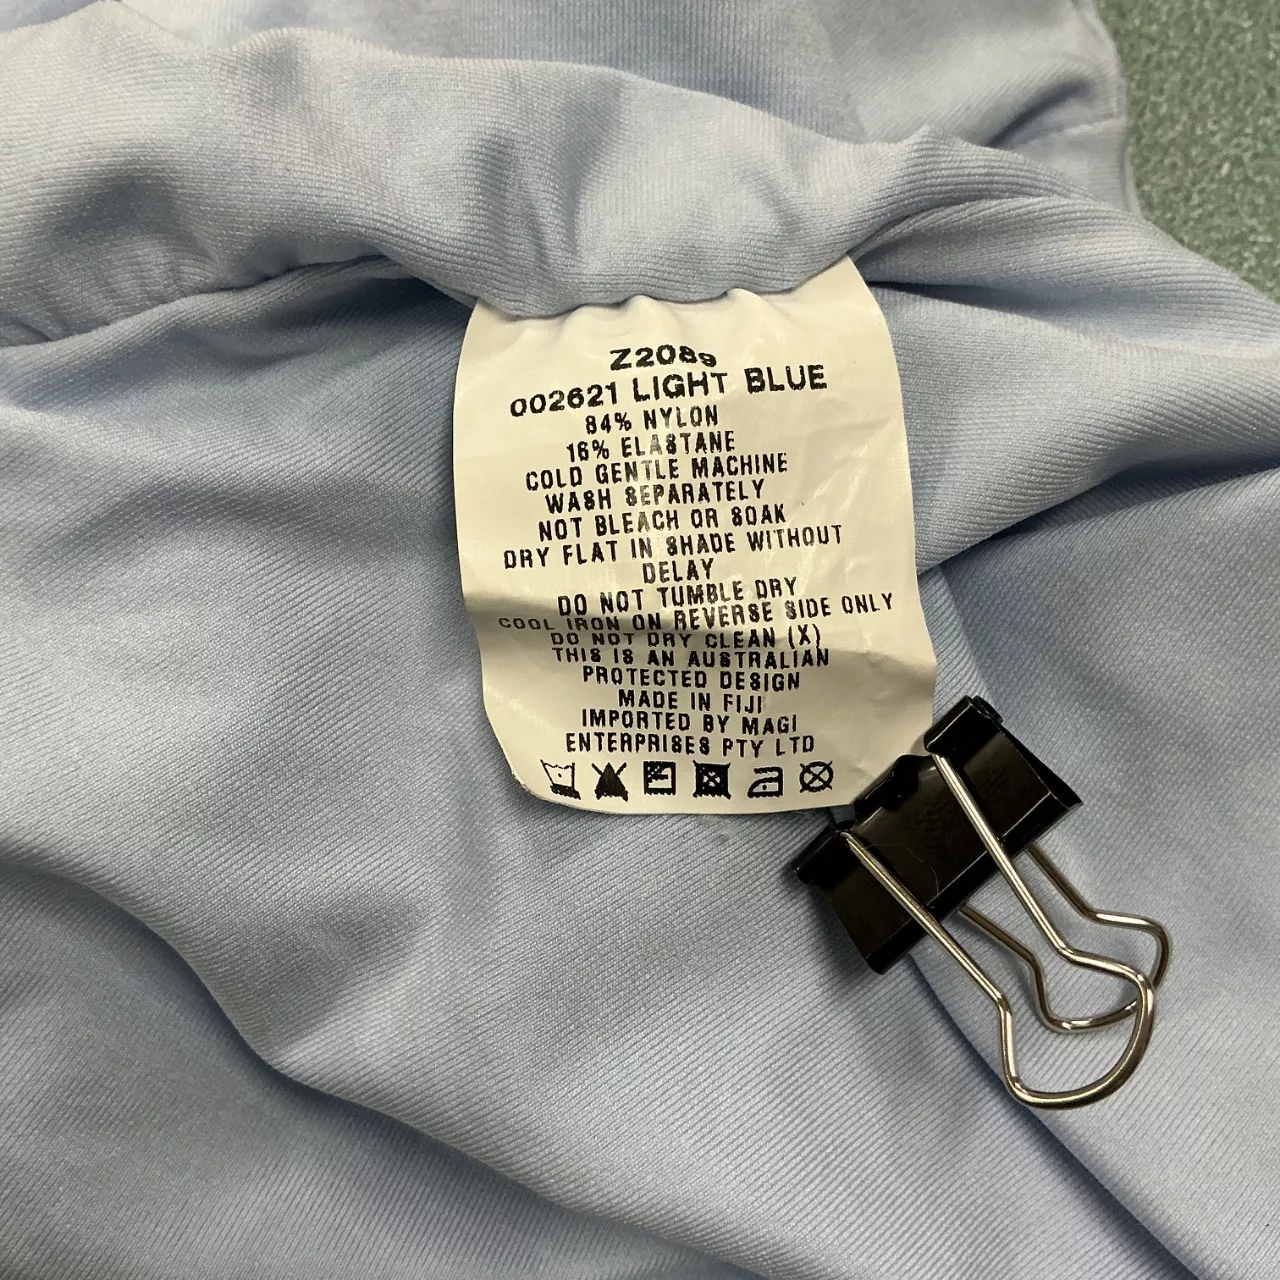 Z2089
002621 LIGHT BLUE
84% NYLON
16% ELASTANE
COLD GENTLE MACHINE
WASH SEPARATELY
NOT BLEACH OR SOAK
DRY FLAT IN SHADE WITHOUT
DELAY
DO NOT TUMBLE DRY
COOL IRON ON REVERSE SIDE ONLY
DO NOT DRY CLEAN (X)
THIS IS AN AUSTRALIAN
PROTECTED DESIGN
MADE IN FIJI
IMPORTED BY MAGI
ENTERPRISES PTY LTD